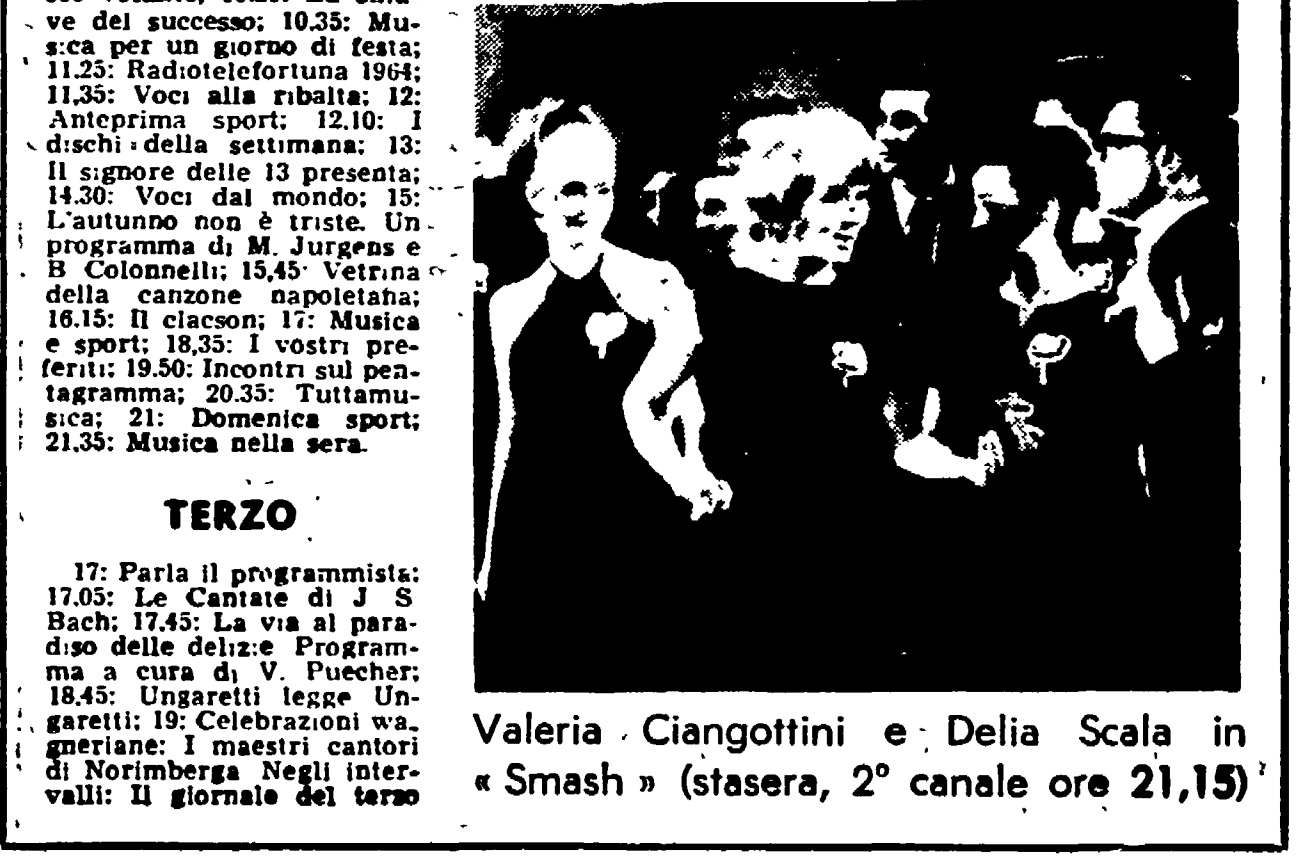 ve del successo; 10.35: Mu-
sica per un giorno di festa;
11.25: Radiotelefortuna 1964;
11,35: Voci alla ribalta; 12:
Anteprima sport; 12.10: I
dischi della settimana; 13:
Il signore delle 13 presenta;
14.30: Voci dal mondo; 15:
L'autunno non è triste. Un
programma di M. Jurgens e
B Colonnelli; 15,45: Vetrina
della canzone napoletana;
16.15: Il clacson; 17: Musica
e sport; 18,35: I vostri pre-
feriti; 19.50: Incontri sul pen-
tagramma; 20.35: Tuttamu-
sica; 21: Domenica sport;
21,35: Musica nella sera.
TERZO
17: Parla il programmista;
17.05: Le Cantate di J S
Bach; 17.45: La via al para-
diso delle delizie Program-
ma a cura di V. Puecher;
18.45: Ungaretti legge Un-
garetti; 19: Celebrazioni wa-
gneriane: I maestri cantori
di Norimberga Negli inter-
valli: Il giornale del terzo
Valeria Ciangottini e Delia Scala in
« Smash » (stasera, 2° canale ore 21,15)